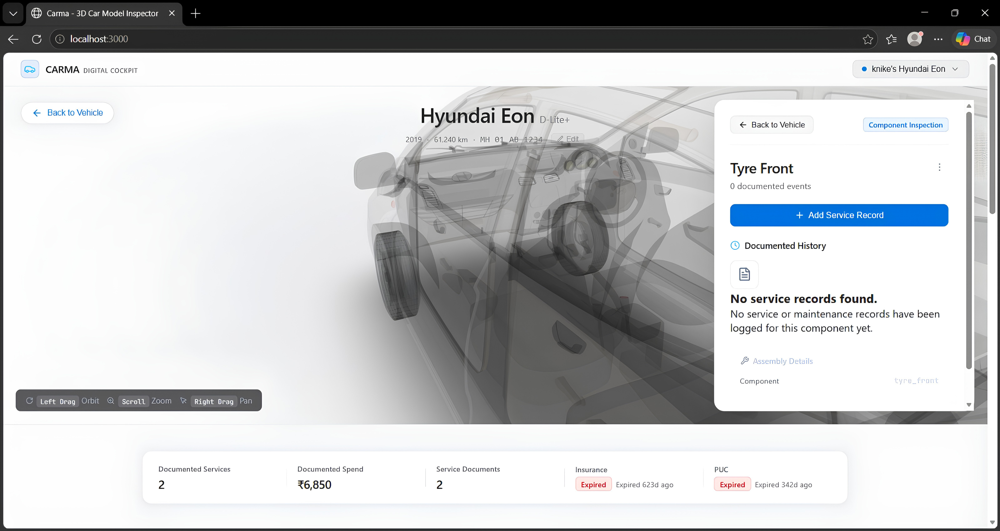 Carma - 3D Car Model Inspector
localhost:3000
Chat
CARMA DIGITAL COCKPIT
knike's Hyundai Eon
Back to Vehicle
Hyundai Eon D-Lite+
2019 · 61,240 km · MH 01 AB 1234 Edit
Back to Vehicle
Component Inspection
Tyre Front
0 documented events
+ Add Service Record
Documented History
No service records found.
No service or maintenance records have been
logged for this component yet.
Assembly Details
Component tyre_front
Left Drag Orbit Scroll Zoom Right Drag Pan
Documented Services
2
Documented Spend
₹6,850
Service Documents
2
Insurance
Expired Expired 623d ago
PUC
Expired Expired 342d ago